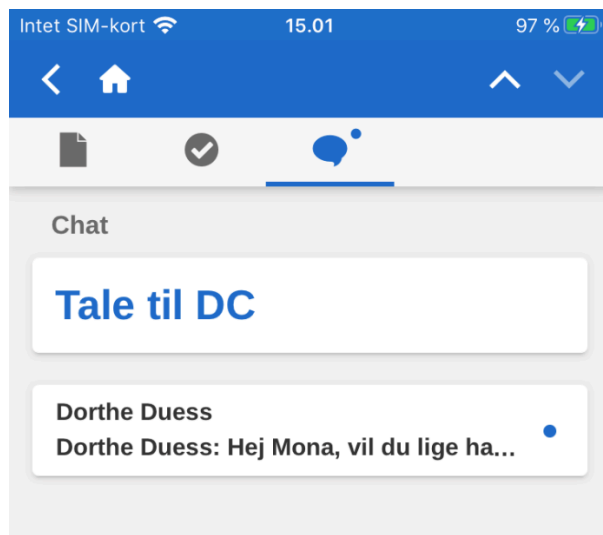 Intet SIM-kort 15.01 97 %
Chat
Tale til DC
Dorthe Duess
Dorthe Duess: Hej Mona, vil du lige ha...